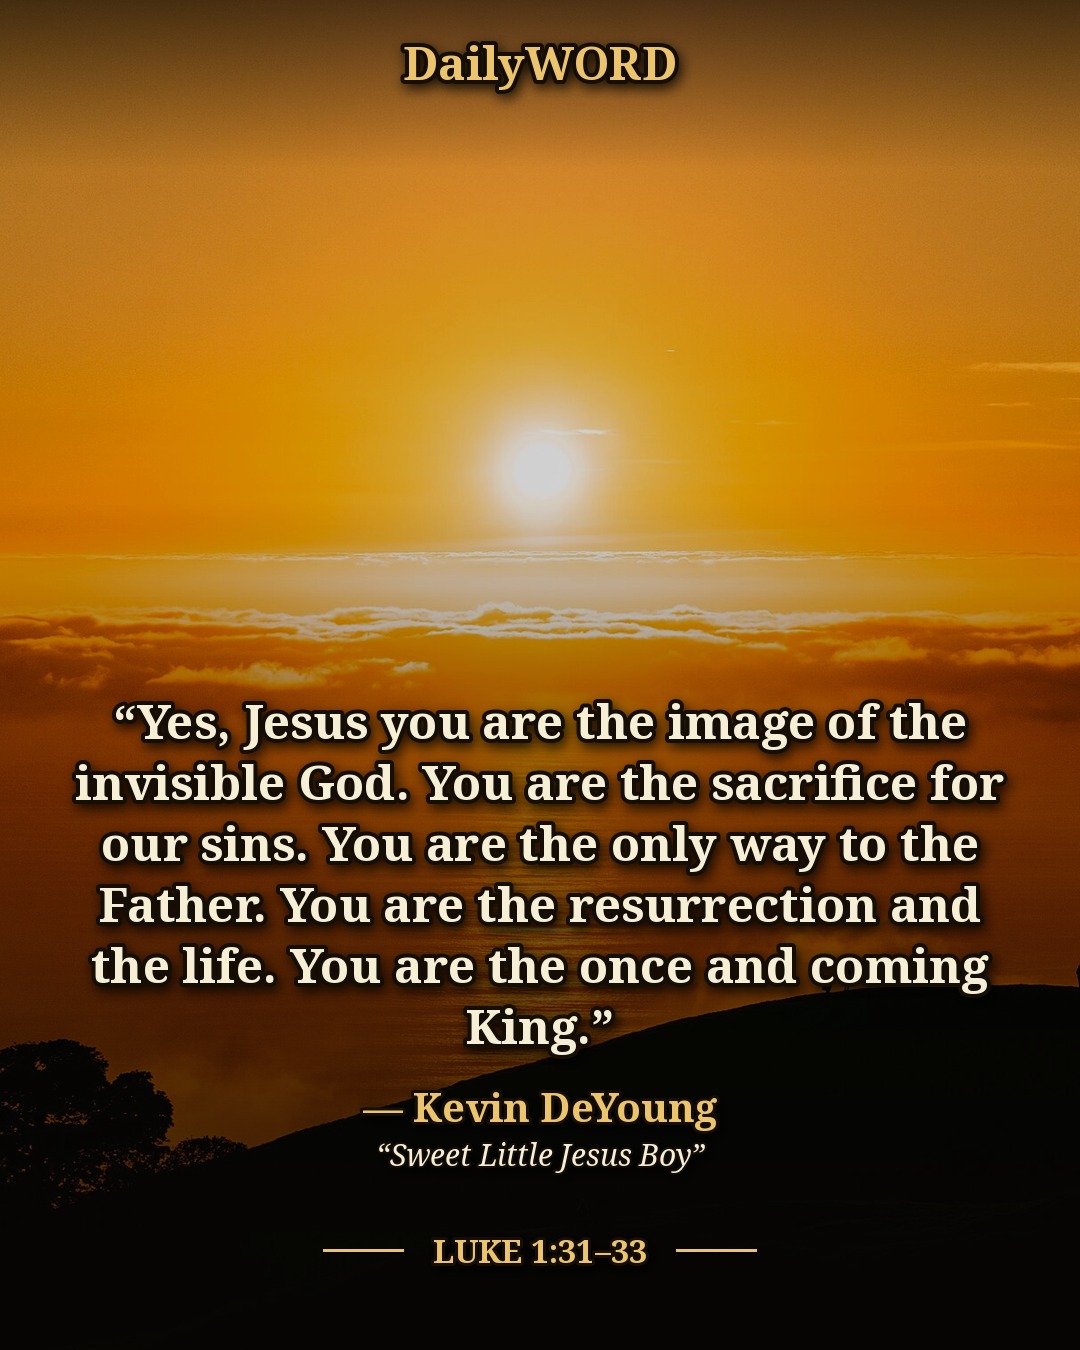 DailyWORD
“Yes, Jesus you are the image of the
invisible God. You are the sacrifice for
our sins. You are the only way to the
Father. You are the resurrection and
the life. You are the once and coming
King.”
— Kevin DeYoung
“Sweet Little Jesus Boy”
LUKE 1:31–33